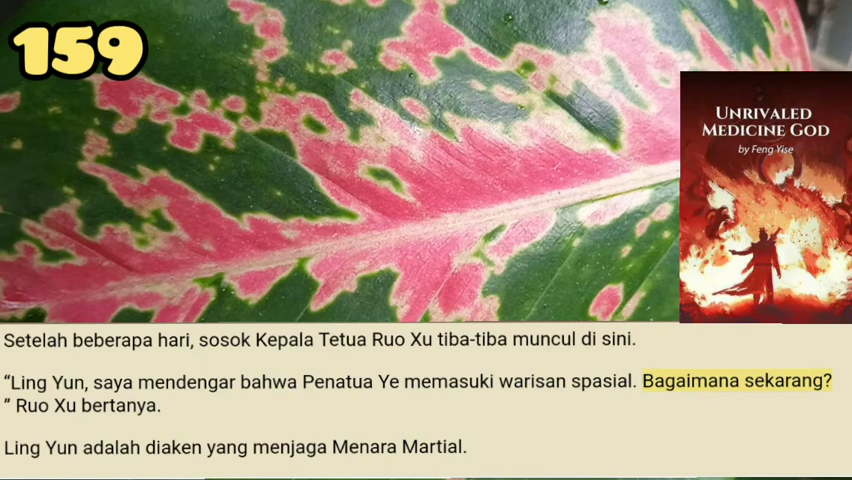 159
UNRIVALED
MEDICINE GOD
by Feng Yise
Setelah beberapa hari, sosok Kepala Tetua Ruo Xu tiba-tiba muncul di sini.
“Ling Yun, saya mendengar bahwa Penatua Ye memasuki warisan spasial. Bagaimana sekarang?
” Ruo Xu bertanya.
Ling Yun adalah diaken yang menjaga Menara Martial.